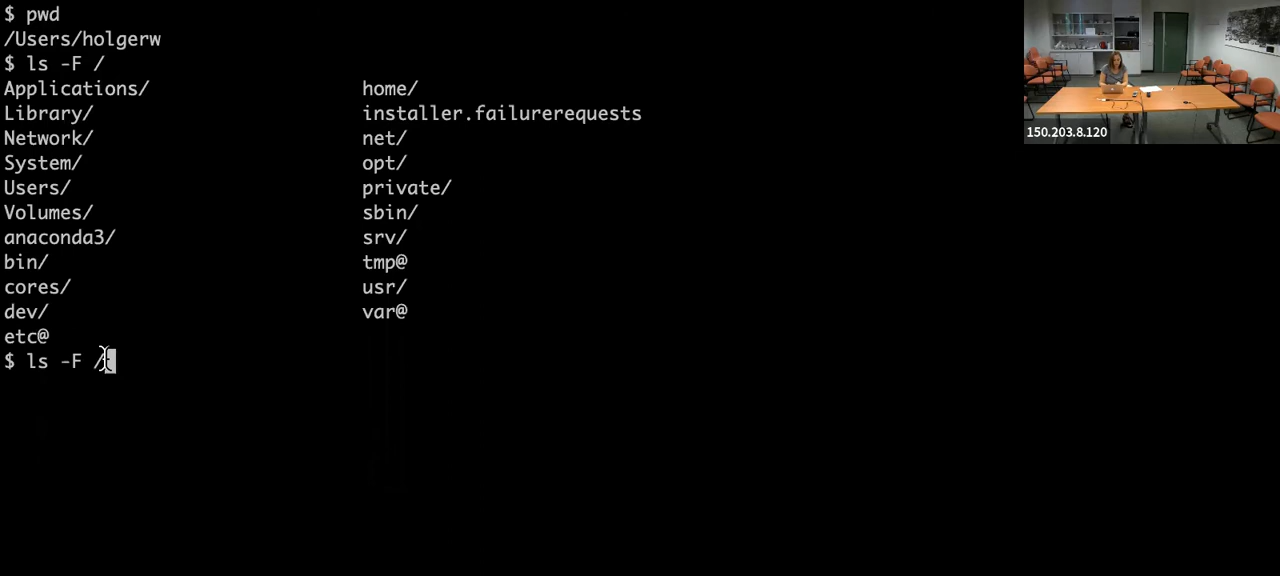 $ pwd
/Users/holgerw
$ ls -F /
Applications/ home/
Library/ installer.failurerequests
Network/ net/
System/ opt/
Users/ private/
Volumes/ sbin/
anaconda3/ srv/
bin/ tmp@
cores/ usr/
dev/ var@
etc@
$ ls -F /
150.203.8.120